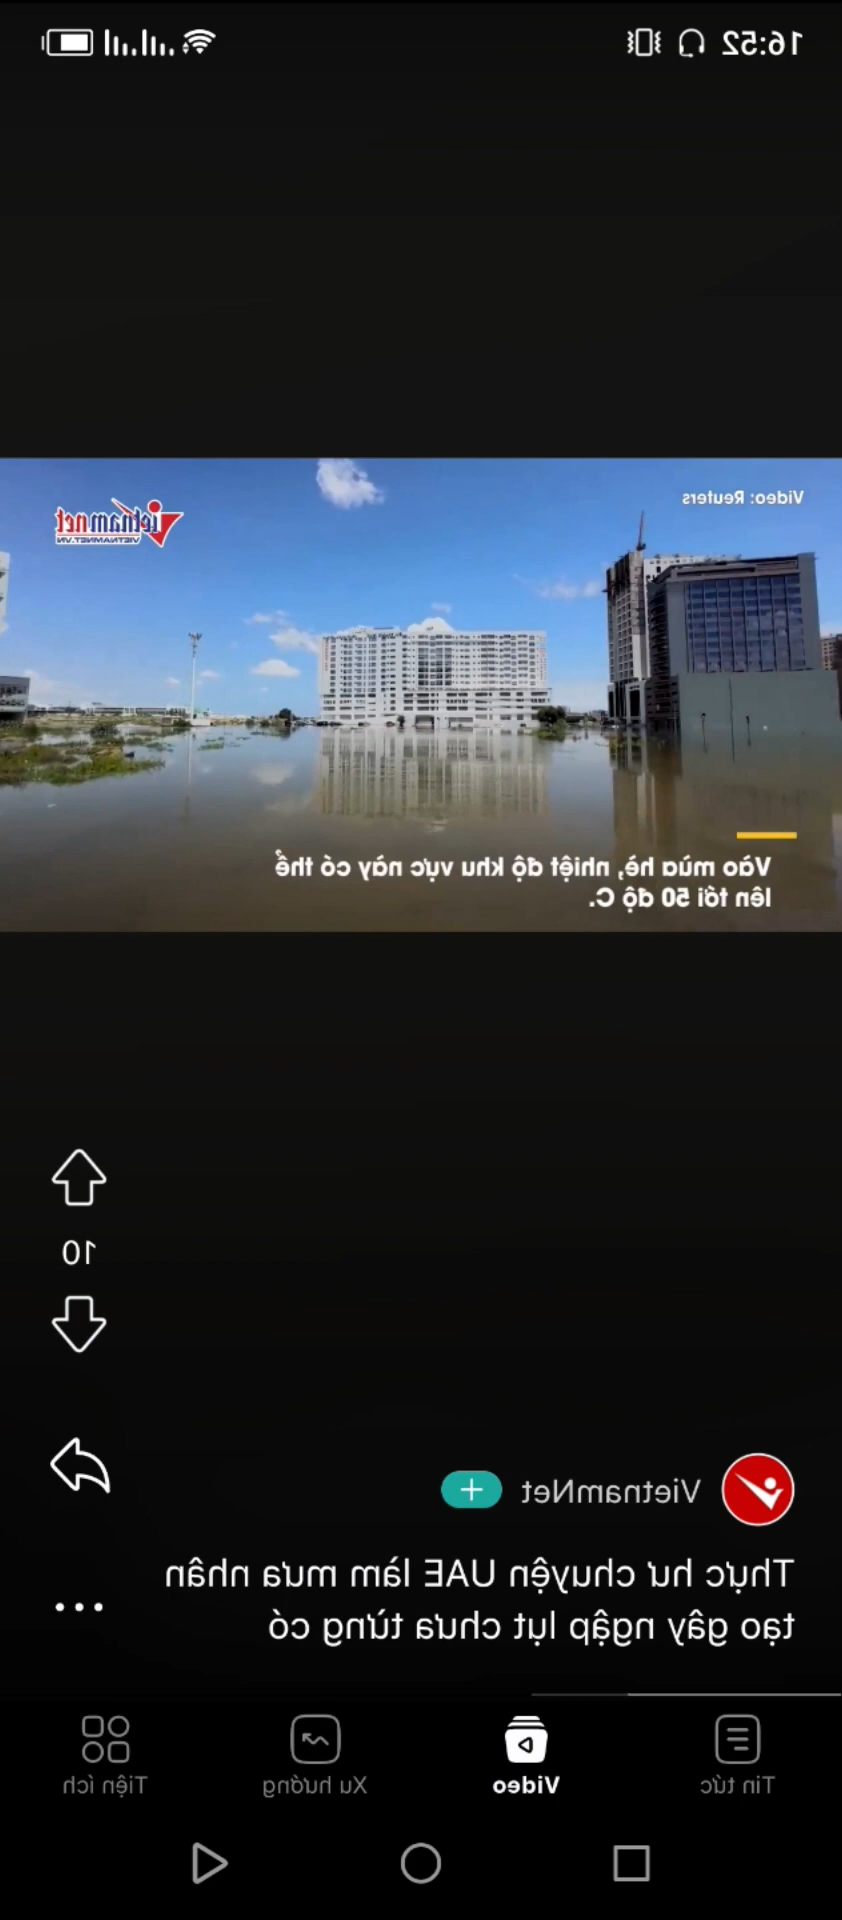 16:52
Video: Reuters
vietnamnet
VIETNAMNET.VN
Vào mùa hè, nhiệt độ khu vực này có thể
lên tới 50 độ C.
10
VietnamNet
Thực hư chuyện UAE làm mưa nhân
tạo gây ngập lụt chưa từng có
Tin tức
Video
Xu hướng
Tiện ích